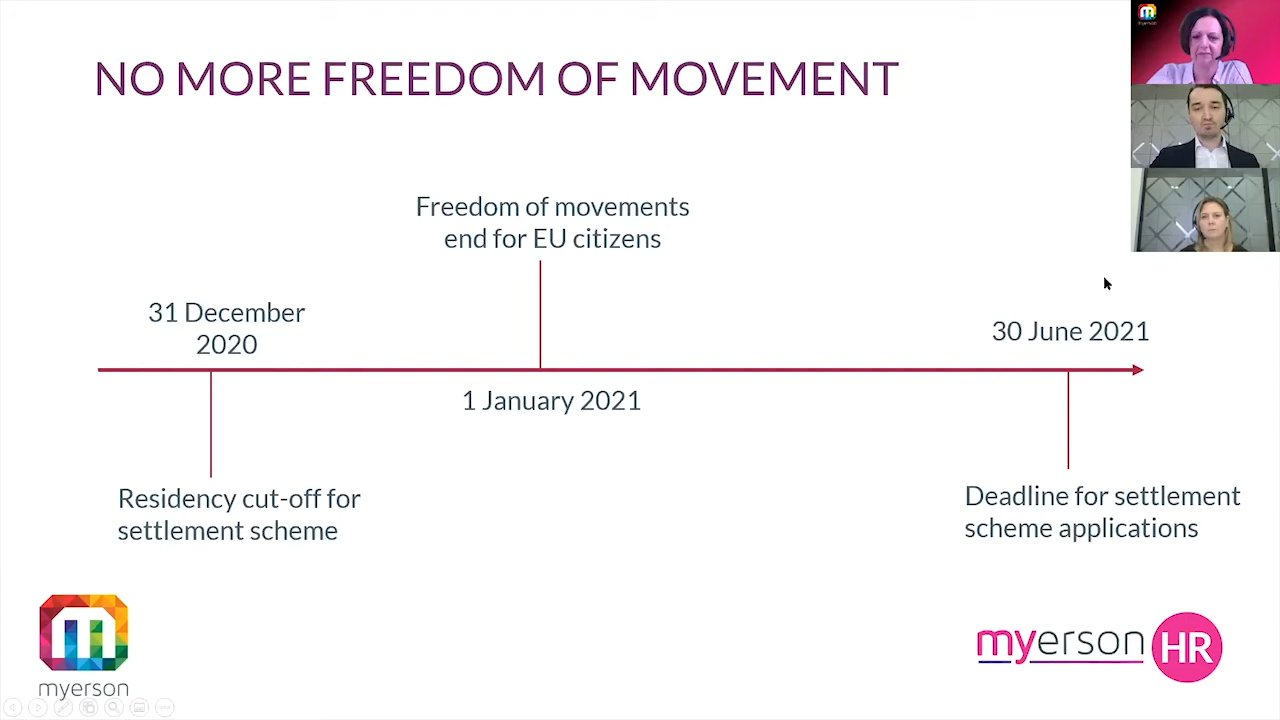 NO MORE FREEDOM OF MOVEMENT
Freedom of movements
end for EU citizens
31 December
2020
30 June 2021
1 January 2021
Residency cut-off for
settlement scheme
Deadline for settlement
scheme applications
myerson
myerson HR
myerson